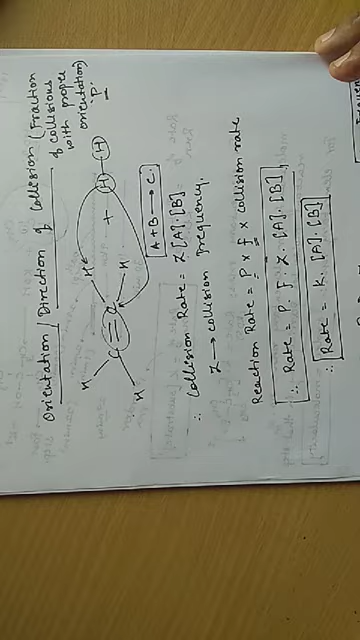 Orientation/Direction of Collision (Fraction
of collisions
with proper
orientation)
'P'
H H
C = C + H - H
H H
A + B → C.
∴ Collision Rate = Z [A]·[B]
Z → collision frequency.
Reaction Rate = P x f x collision rate
∴ Rate = P. f. Z. [A]. [B]
∴ Rate = K. [A]. [B]